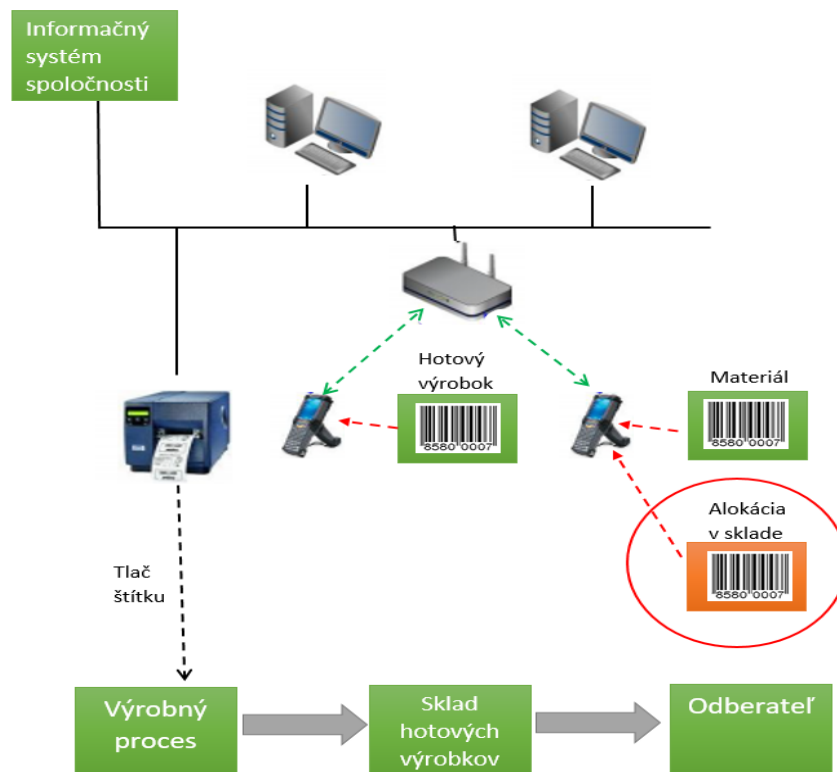 Informačný
systém
spoločnosti
Hotový
výrobok
8580 0007
Materiál
8580 0007
Alokácia
v sklade
8580 0007
Tlač
štítku
Výrobný
proces
Sklad
hotových
výrobkov
Odberateľ